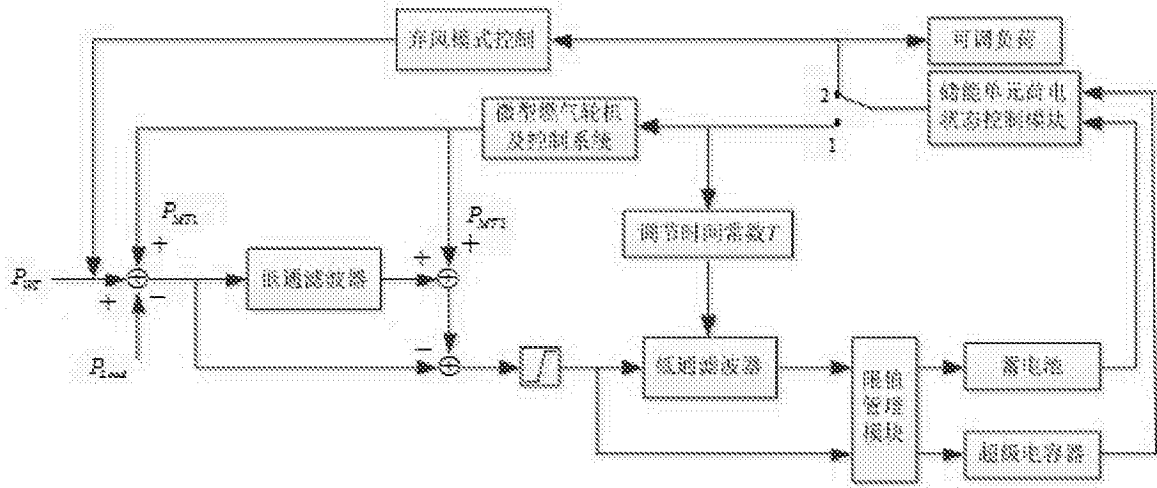 弃风模式控制
可调负荷
储能单元荷电
状态控制模块
2
1
微型燃气轮机
及控制系统
P_MT1
P_MT2
+
+
调节时间常数T
P_WT
+
−
低通滤波器
+
P_Load
−
低通滤波器
限值
管理
模块
蓄电池
超级电容器